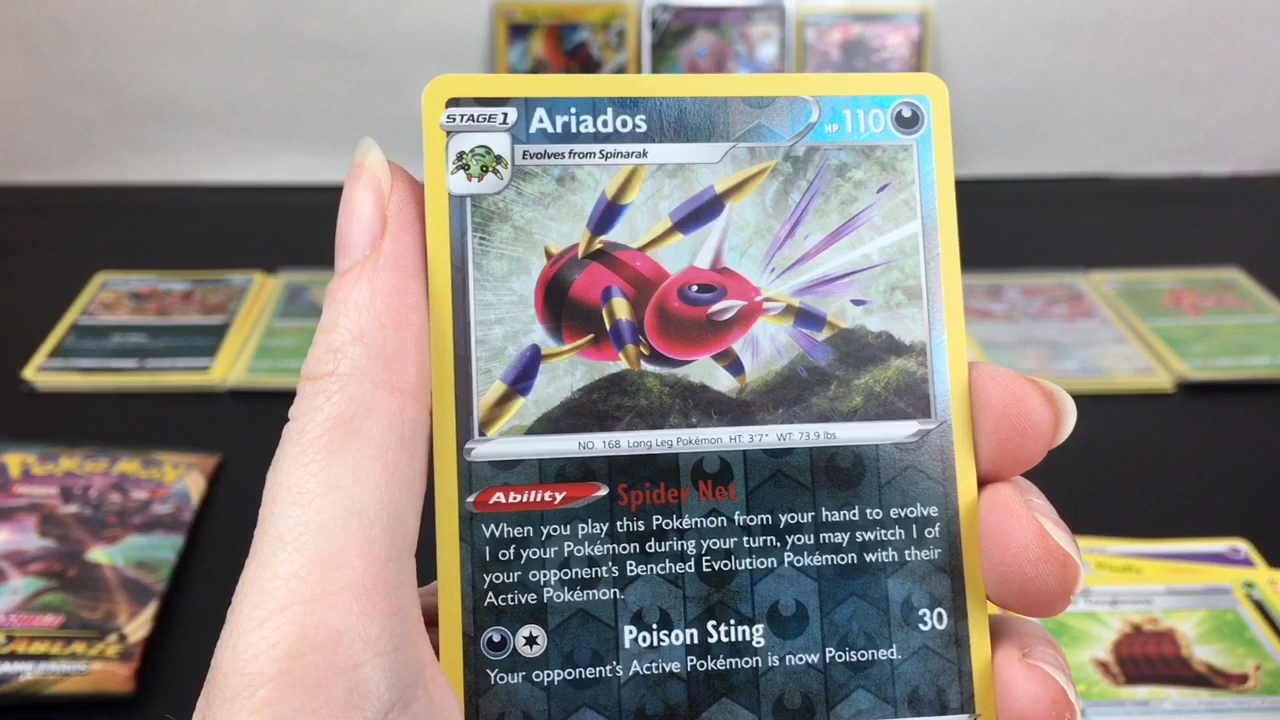 STAGE1 Ariados HP 110
Evolves from Spinarak
NO. 168 Long Leg Pokémon HT: 3'7" WT: 73.9 lbs.
Ability Spider Net
When you play this Pokémon from your hand to evolve
1 of your Pokémon during your turn, you may switch 1 of
your opponent's Benched Evolution Pokémon with their
Active Pokémon.
Poison Sting 30
Your opponent's Active Pokémon is now Poisoned.
POKéMON
ABLAZE